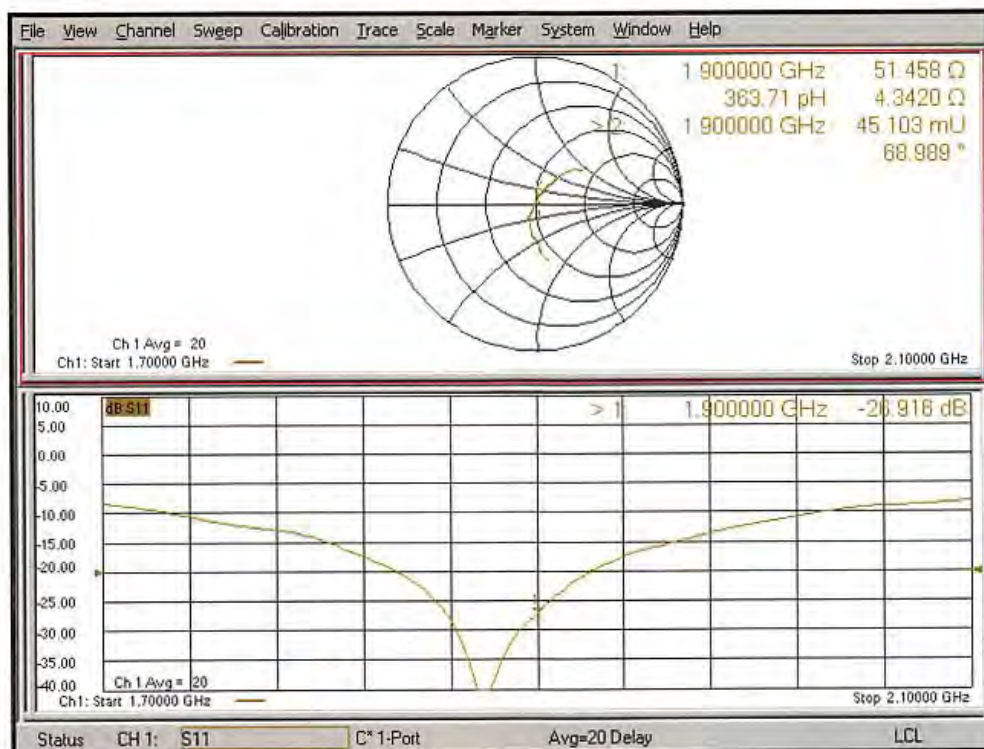 File View Channel Sweep Calibration Trace Scale Marker System Window Help
1: 1.900000 GHz 51.458 Ω
363.71 pH 4.3420 Ω
> 2: 1.900000 GHz 45.103 mU
68.989 °
Ch 1 Avg = 20
Ch1: Start 1.70000 GHz
Stop 2.10000 GHz
dB S11
> 1: 1.900000 GHz -26.916 dB
10.00
5.00
0.00
-5.00
-10.00
-15.00
-20.00
-25.00
-30.00
-35.00
-40.00
1
Ch 1 Avg = 20
Ch1: Start 1.70000 GHz
Stop 2.10000 GHz
Status CH 1: S11 C* 1-Port Avg=20 Delay LCL